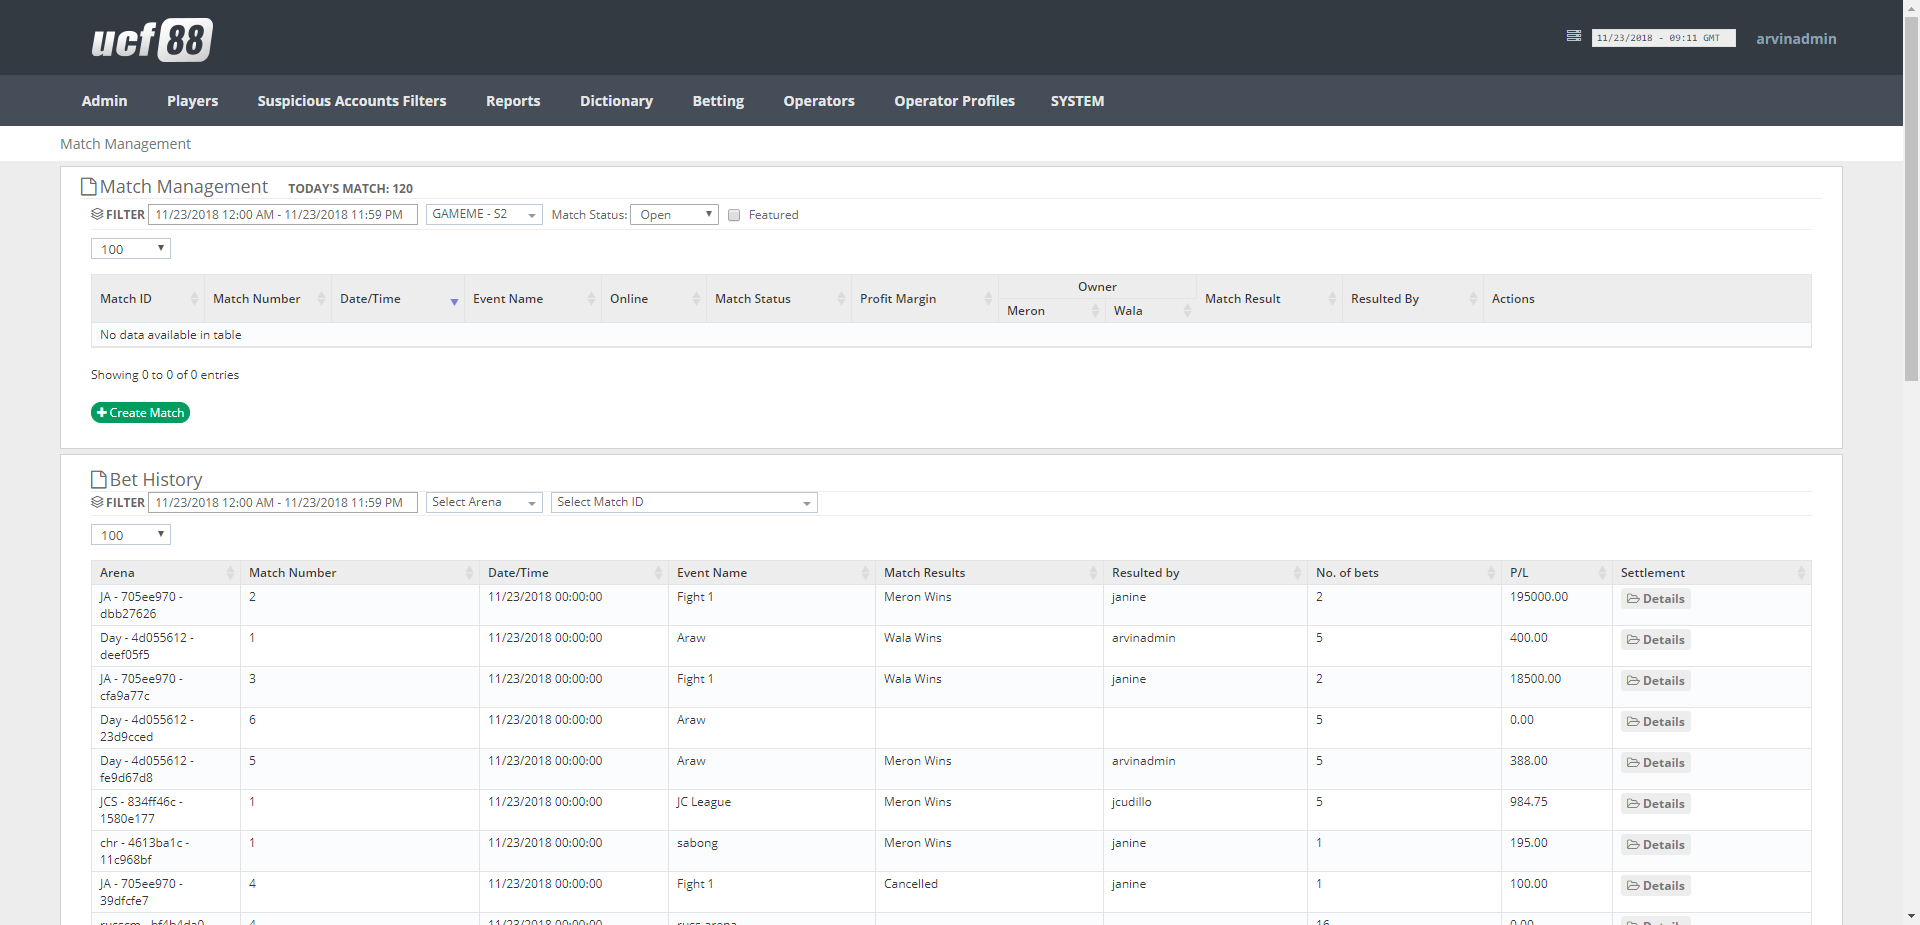 ucf 88
11/23/2018 - 09:11 GMT
arvinadmin
Admin Players Suspicious Accounts Filters Reports Dictionary Betting Operators Operator Profiles SYSTEM
Match Management
Match Management TODAY'S MATCH: 120
FILTER 11/23/2018 12:00 AM - 11/23/2018 11:59 PM GAMEME - S2 Match Status: Open Featured
100
Owner
Match ID Match Number Date/Time Event Name Online Match Status Profit Margin Match Result Resulted By Actions
Meron Wala
No data available in table
Showing 0 to 0 of 0 entries
Create Match
Bet History
FILTER 11/23/2018 12:00 AM - 11/23/2018 11:59 PM Select Arena Select Match ID
100
Arena Match Number Date/Time Event Name Match Results Resulted by No. of bets P/L Settlement
JA - 705ee970 - 2 11/23/2018 00:00:00 Fight 1 Meron Wins janine 2 195000.00 Details
dbb27626
Day - 4d055612 - 1 11/23/2018 00:00:00 Araw Wala Wins arvinadmin 5 400.00 Details
deef05f5
JA - 705ee970 - 3 11/23/2018 00:00:00 Fight 1 Wala Wins janine 2 18500.00 Details
cfa9a77c
Day - 4d055612 - 6 11/23/2018 00:00:00 Araw 5 0.00 Details
23d9cced
Day - 4d055612 - 5 11/23/2018 00:00:00 Araw Meron Wins arvinadmin 5 388.00 Details
fe9d67d8
JCS - 834ff46c - 1 11/23/2018 00:00:00 JC League Meron Wins jcudillo 5 984.75 Details
1580e177
chr - 4613ba1c - 1 11/23/2018 00:00:00 sabong Meron Wins janine 1 195.00 Details
11c968bf
JA - 705ee970 - 4 11/23/2018 00:00:00 Fight 1 Cancelled janine 1 100.00 Details
39dfcfe7
4 11/23/2018 00:00:00 russ arena 16 0.00 Details